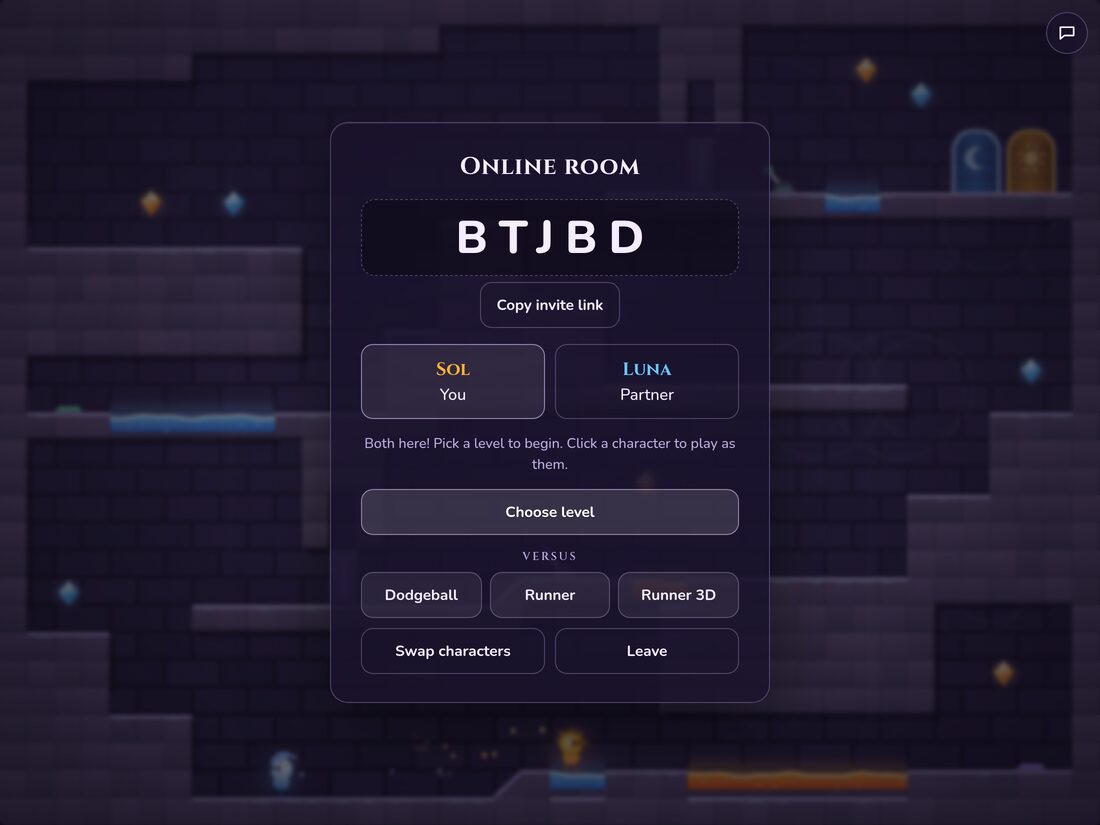 Online room
BTJBD
Copy invite link
Sol
You
Luna
Partner
Both here! Pick a level to begin. Click a character to play as
them.
Choose level
VERSUS
Dodgeball
Runner
Runner 3D
Swap characters
Leave